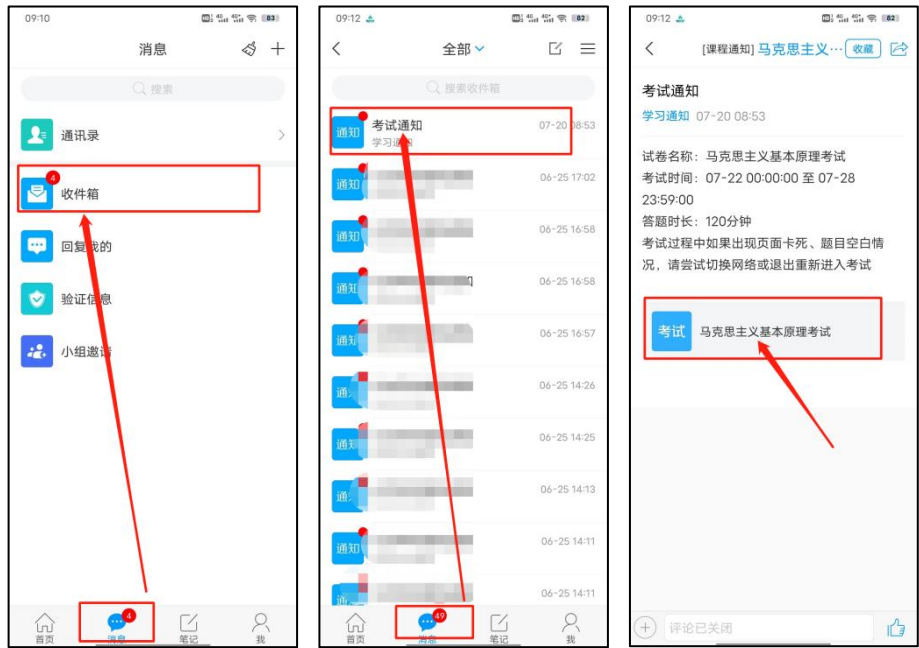 09:10
83
消息
搜索
通讯录
4
收件箱
回复我的
验证信息
小组邀请
4
首页
消息
笔记
我
09:12
82
全部
搜索收件箱
通知
考试通知
07-20 08:53
学习通知
通知
06-25 17:02
通知
06-25 16:58
通知
06-25 16:58
通知
06-25 16:57
06-25 14:26
06-25 14:25
06-25 14:13
通知
06-25 14:11
06-25 14:11
49
首页
消息
笔记
我
09:12
82
[课程通知] 马克思主义…
收藏
考试通知
学习通知 07-20 08:53
试卷名称：马克思主义基本原理考试
考试时间：07-22 00:00:00 至 07-28
23:59:00
答题时长：120分钟
考试过程中如果出现页面卡死、题目空白情
况，请尝试切换网络或退出重新进入考试
考试
马克思主义基本原理考试
评论已关闭